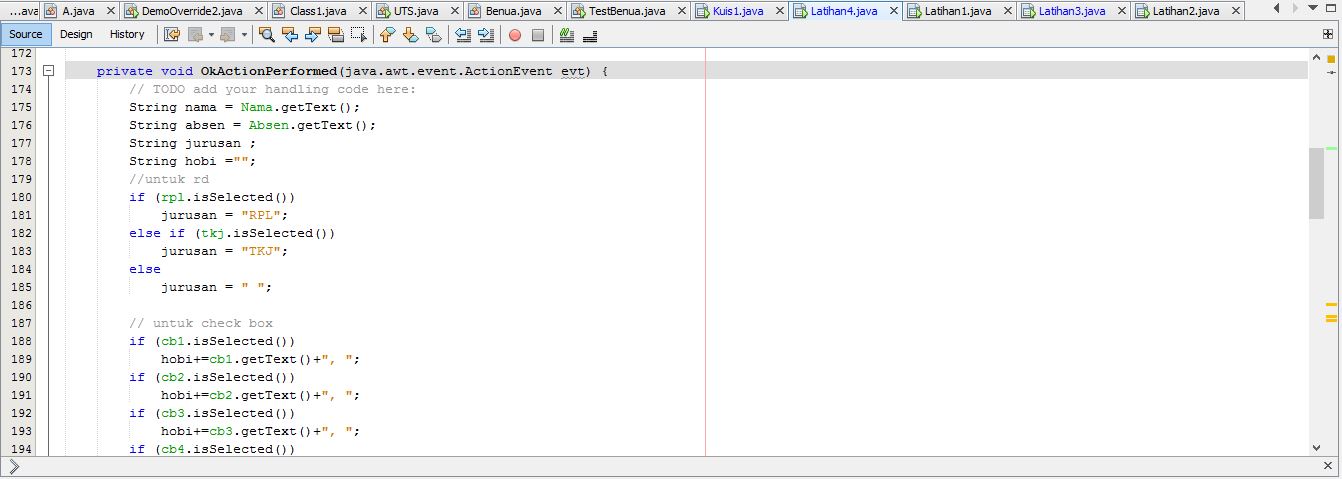 ...ava A.java DemoOverride2.java Class1.java UTS.java Benua.java TestBenua.java Kuis1.java Latihan4.java Latihan1.java Latihan3.java Latihan2.java
Source Design History
172
173 private void OkActionPerformed(java.awt.event.ActionEvent evt) {
174 // TODO add your handling code here:
175 String nama = Nama.getText();
176 String absen = Absen.getText();
177 String jurusan ;
178 String hobi ="";
179 //untuk rd
180 if (rpl.isSelected())
181 jurusan = "RPL";
182 else if (tkj.isSelected())
183 jurusan = "TKJ";
184 else
185 jurusan = " ";
186
187 // untuk check box
188 if (cb1.isSelected())
189 hobi+=cb1.getText()+", ";
190 if (cb2.isSelected())
191 hobi+=cb2.getText()+", ";
192 if (cb3.isSelected())
193 hobi+=cb3.getText()+", ";
194 if (cb4.isSelected())